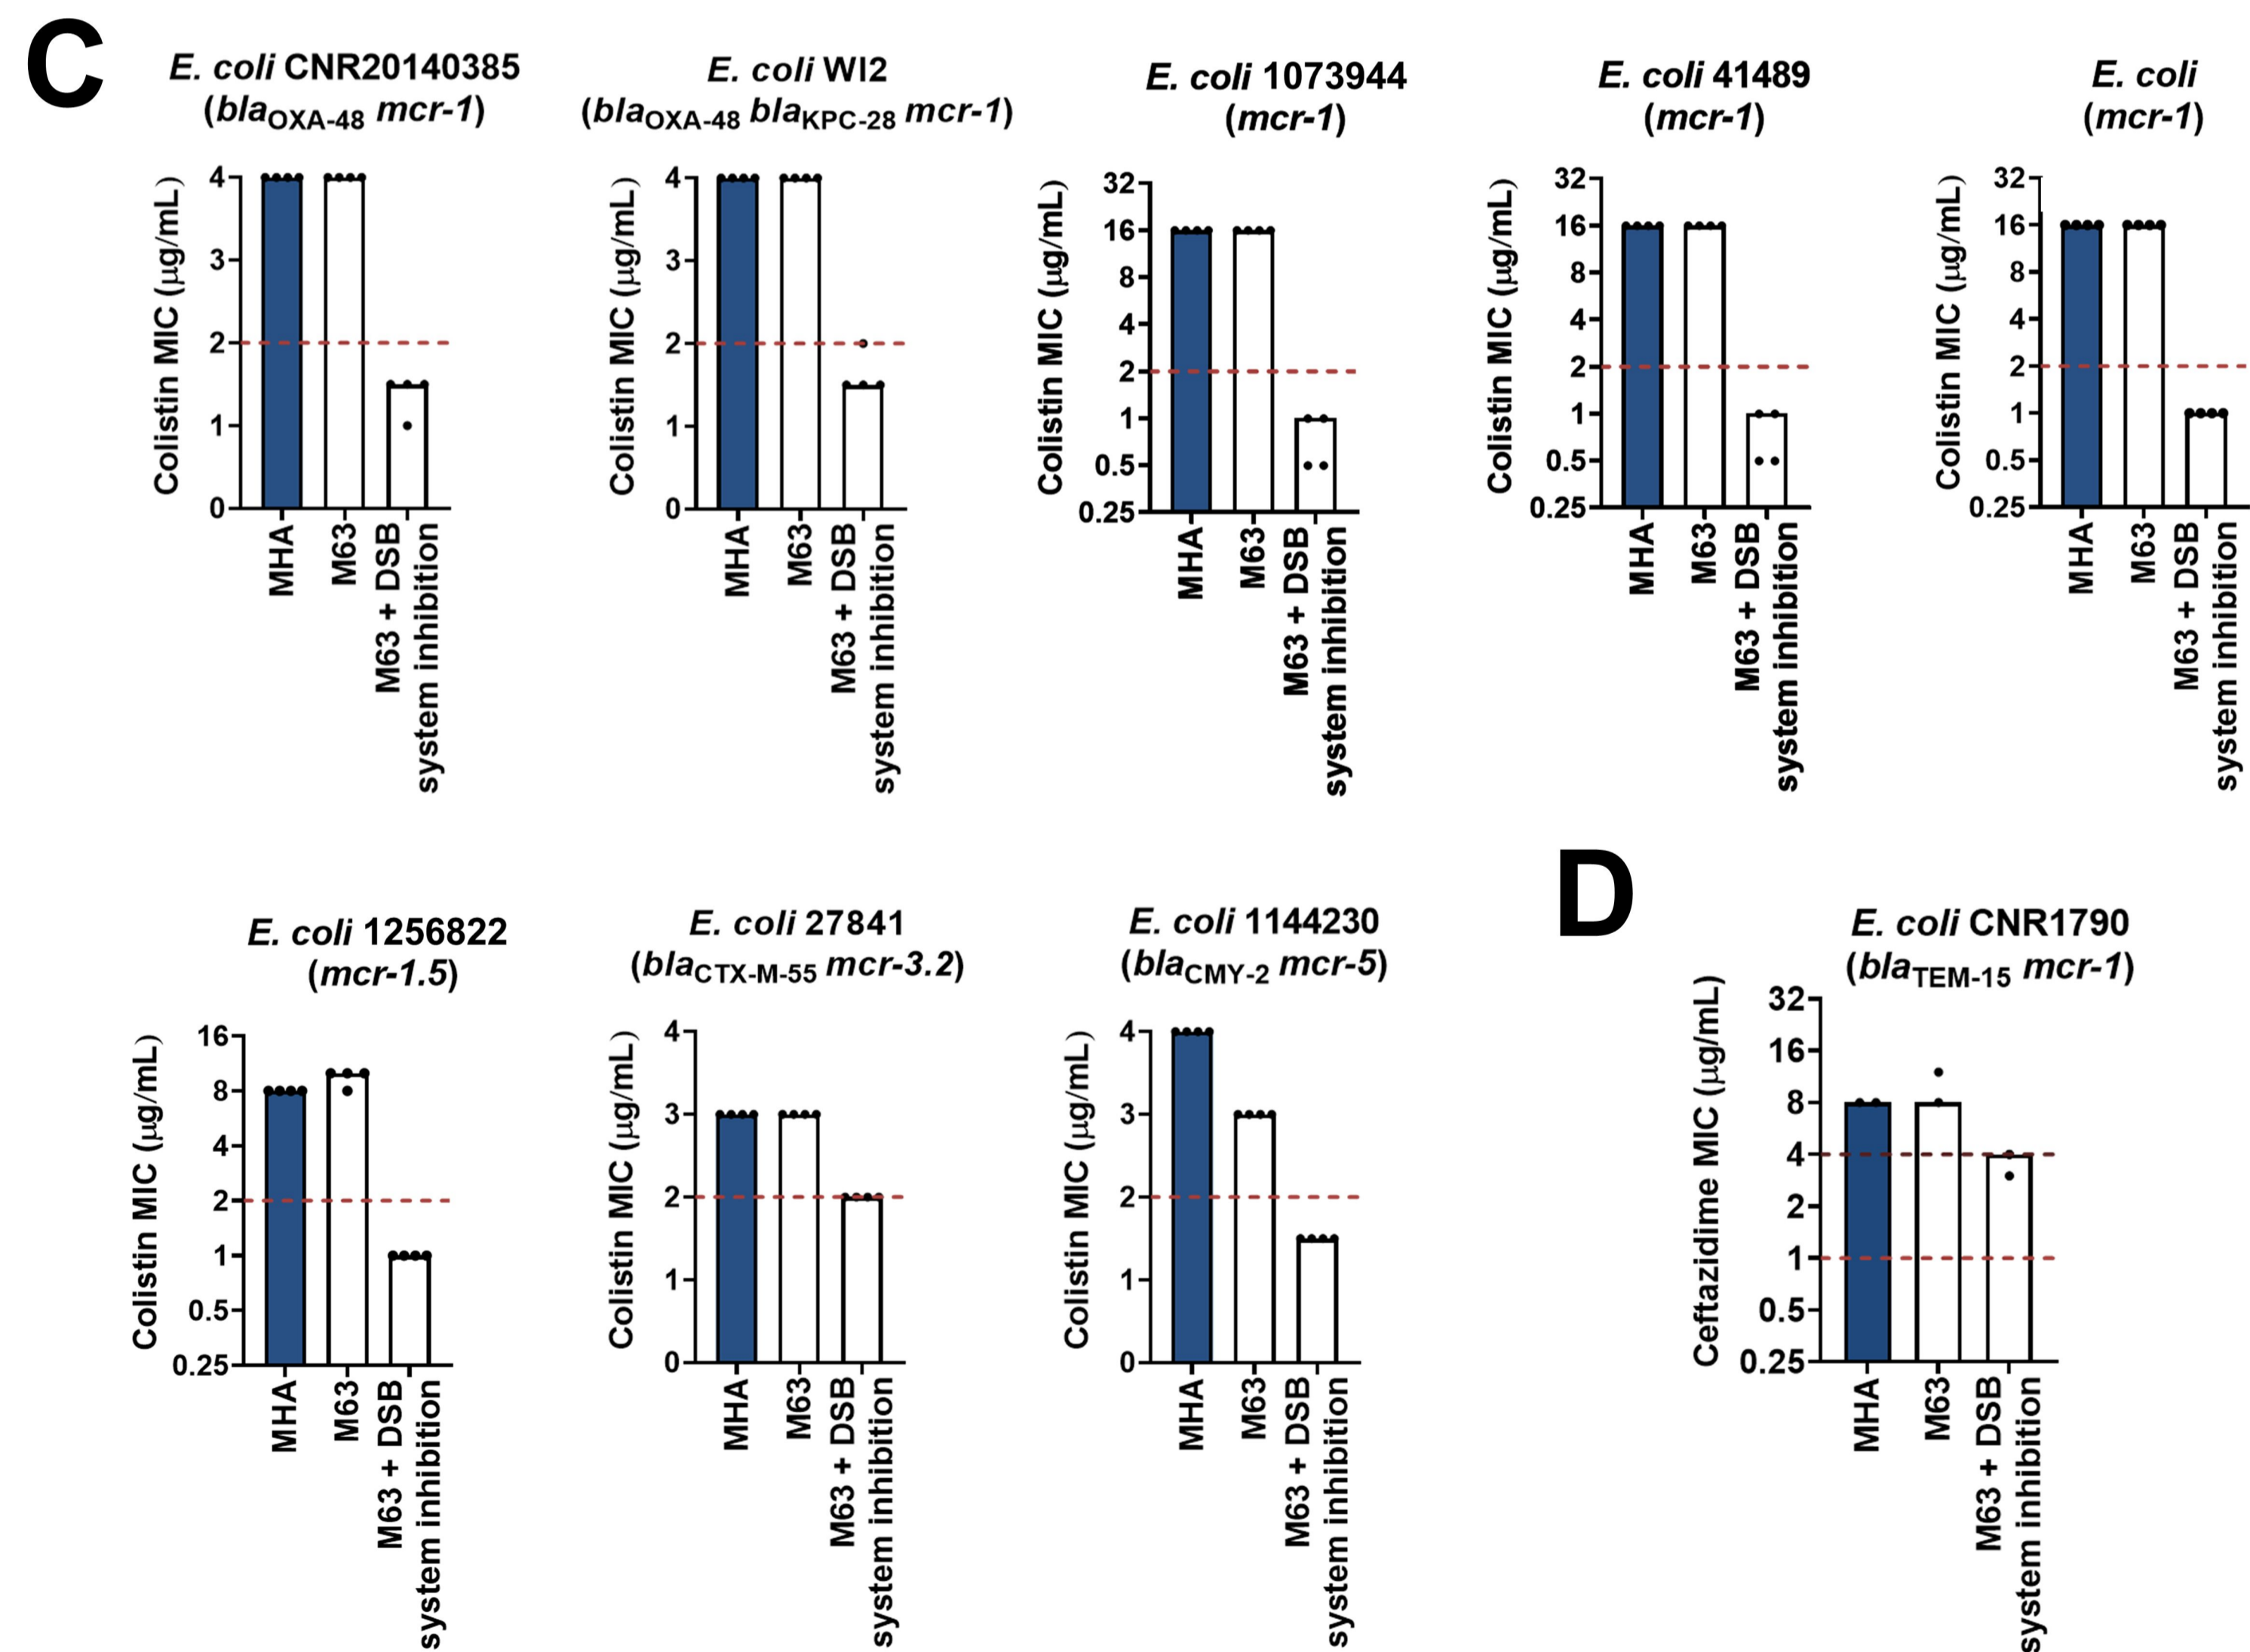 C
E. coli CNR20140385
(blaOXA-48 mcr-1)
Colistin MIC (μg/mL)
4
3
2
1
0
MHA
M63
M63 + DSB
system inhibition
E. coli WI2
(blaOXA-48 blaKPC-28 mcr-1)
Colistin MIC (μg/mL)
4
3
2
1
0
MHA
M63
M63 + DSB
system inhibition
E. coli 1073944
(mcr-1)
Colistin MIC (μg/mL)
32
16
8
4
2
1
0.5
0.25
MHA
M63
M63 + DSB
system inhibition
E. coli 41489
(mcr-1)
Colistin MIC (μg/mL)
32
16
8
4
2
1
0.5
0.25
MHA
M63
M63 + DSB
system inhibition
E. coli
(mcr-1)
Colistin MIC (μg/mL)
32
16
8
4
2
1
0.5
0.25
MHA
M63
M63 + DSB
system inhibition
E. coli 1256822
(mcr-1.5)
Colistin MIC (μg/mL)
16
8
4
2
1
0.5
0.25
MHA
M63
M63 + DSB
system inhibition
E. coli 27841
(blaCTX-M-55 mcr-3.2)
Colistin MIC (μg/mL)
4
3
2
1
0
MHA
M63
M63 + DSB
system inhibition
E. coli 1144230
(blaCMY-2 mcr-5)
Colistin MIC (μg/mL)
4
3
2
1
0
MHA
M63
M63 + DSB
system inhibition
D
E. coli CNR1790
(blaTEM-15 mcr-1)
Ceftazidime MIC (μg/mL)
32
16
8
4
2
1
0.5
0.25
MHA
M63
M63 + DSB
system inhibition